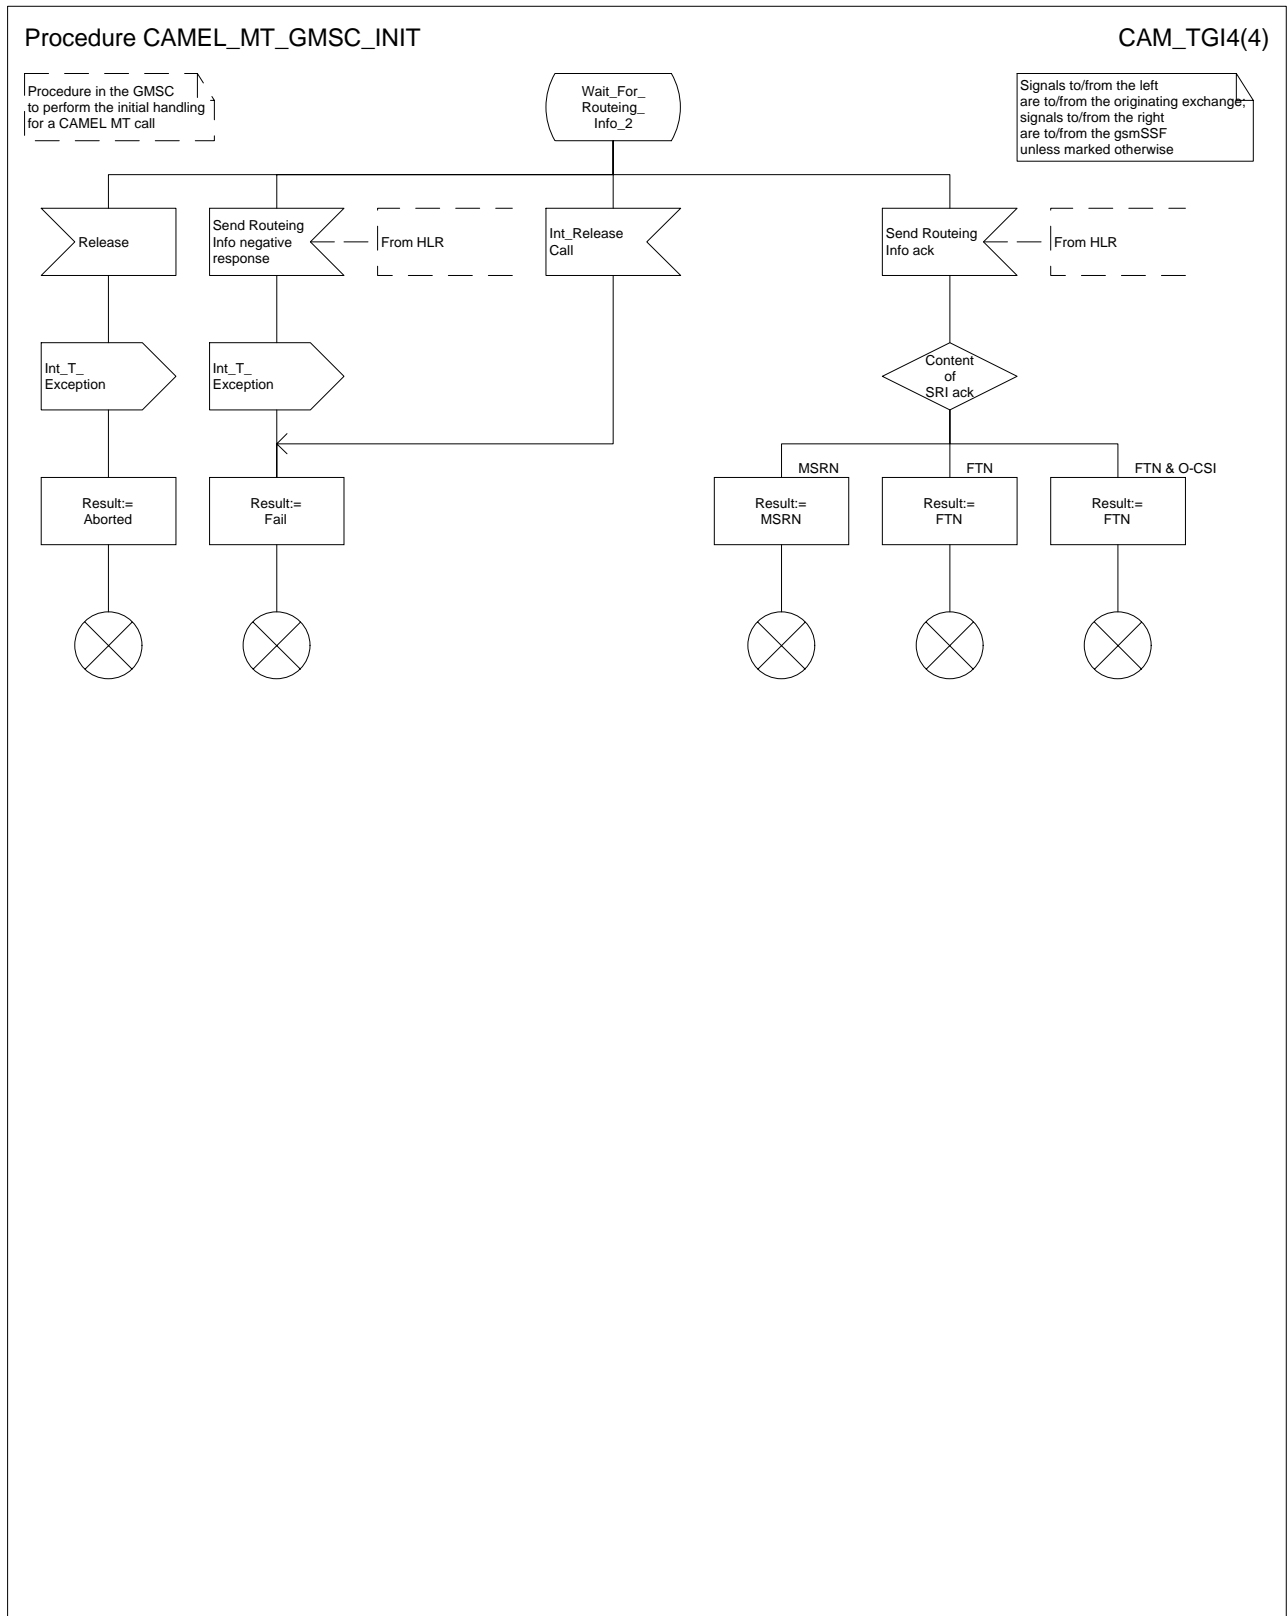 Procedure CAMEL_MT_GMSC_INIT
CAM_TGI4(4)
Procedure in the GMSC
to perform the initial handling
for a CAMEL MT call
Wait_For_
Routeing_
Info_2
Signals to/from the left
are to/from the originating exchange;
signals to/from the right
are to/from the gsmSSF
unless marked otherwise
Release
Send Routeing
Info negative
response
From HLR
Int_Release
Call
Send Routeing
Info ack
From HLR
Int_T_
Exception
Int_T_
Exception
Content
of
SRI ack
MSRN
FTN
FTN & O-CSI
Result:=
Aborted
Result:=
Fail
Result:=
MSRN
Result:=
FTN
Result:=
FTN